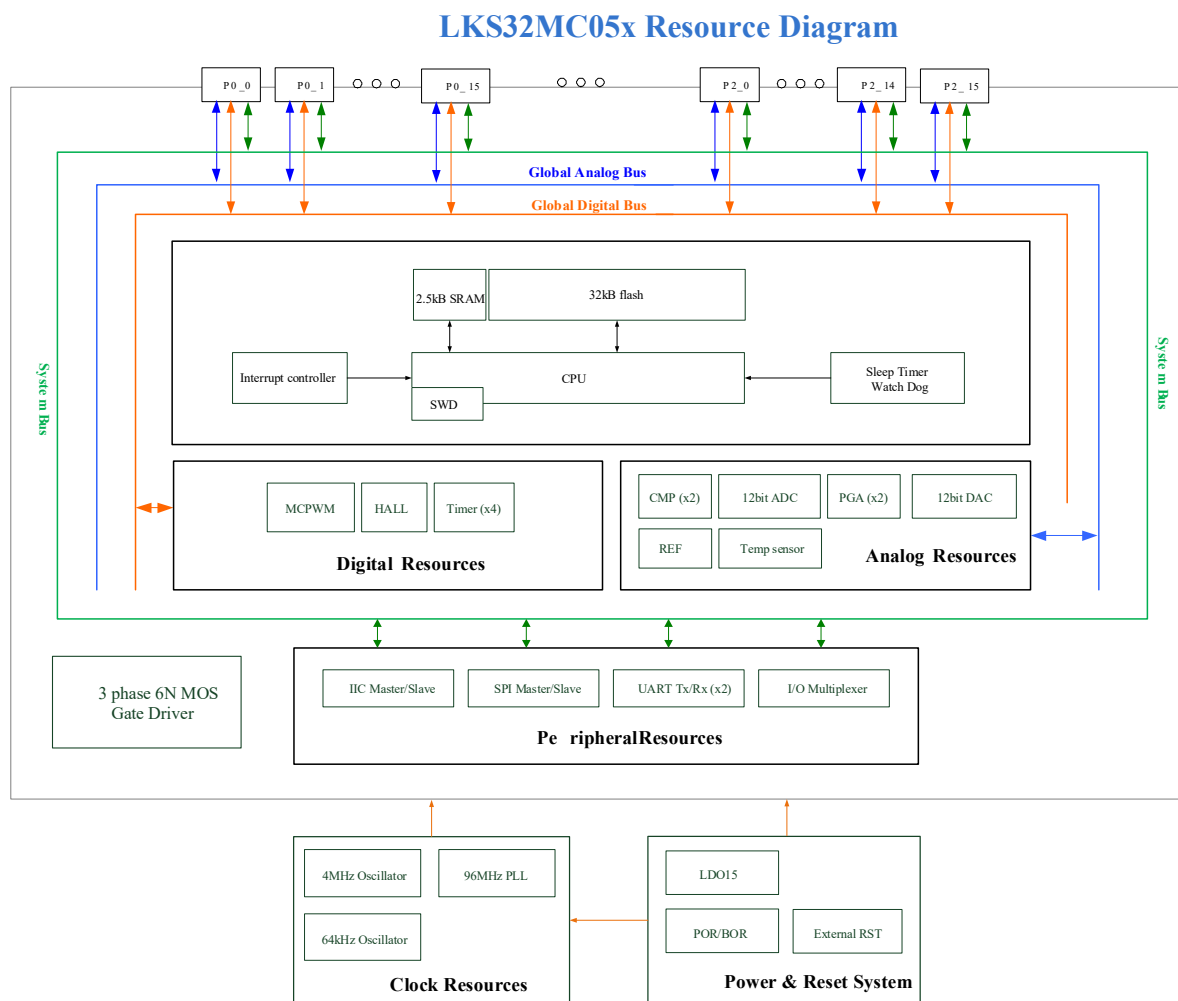 LKS32MC05x Resource Diagram
P0_0
P0_1
P0_15
P2_0
P2_14
P2_15
Global Analog Bus
Global Digital Bus
System Bus
System Bus
2.5kB SRAM
32kB flash
Interrupt controller
CPU
SWD
Sleep Timer
Watch Dog
MCPWM
HALL
Timer (x4)
Digital Resources
CMP (x2)
12bit ADC
PGA (x2)
12bit DAC
REF
Temp sensor
Analog Resources
3 phase 6N MOS
Gate Driver
IIC Master/Slave
SPI Master/Slave
UART Tx/Rx (x2)
I/O Multiplexer
Pe ripheralResources
4MHz Oscillator
96MHz PLL
64kHz Oscillator
Clock Resources
LDO15
POR/BOR
External RST
Power & Reset System